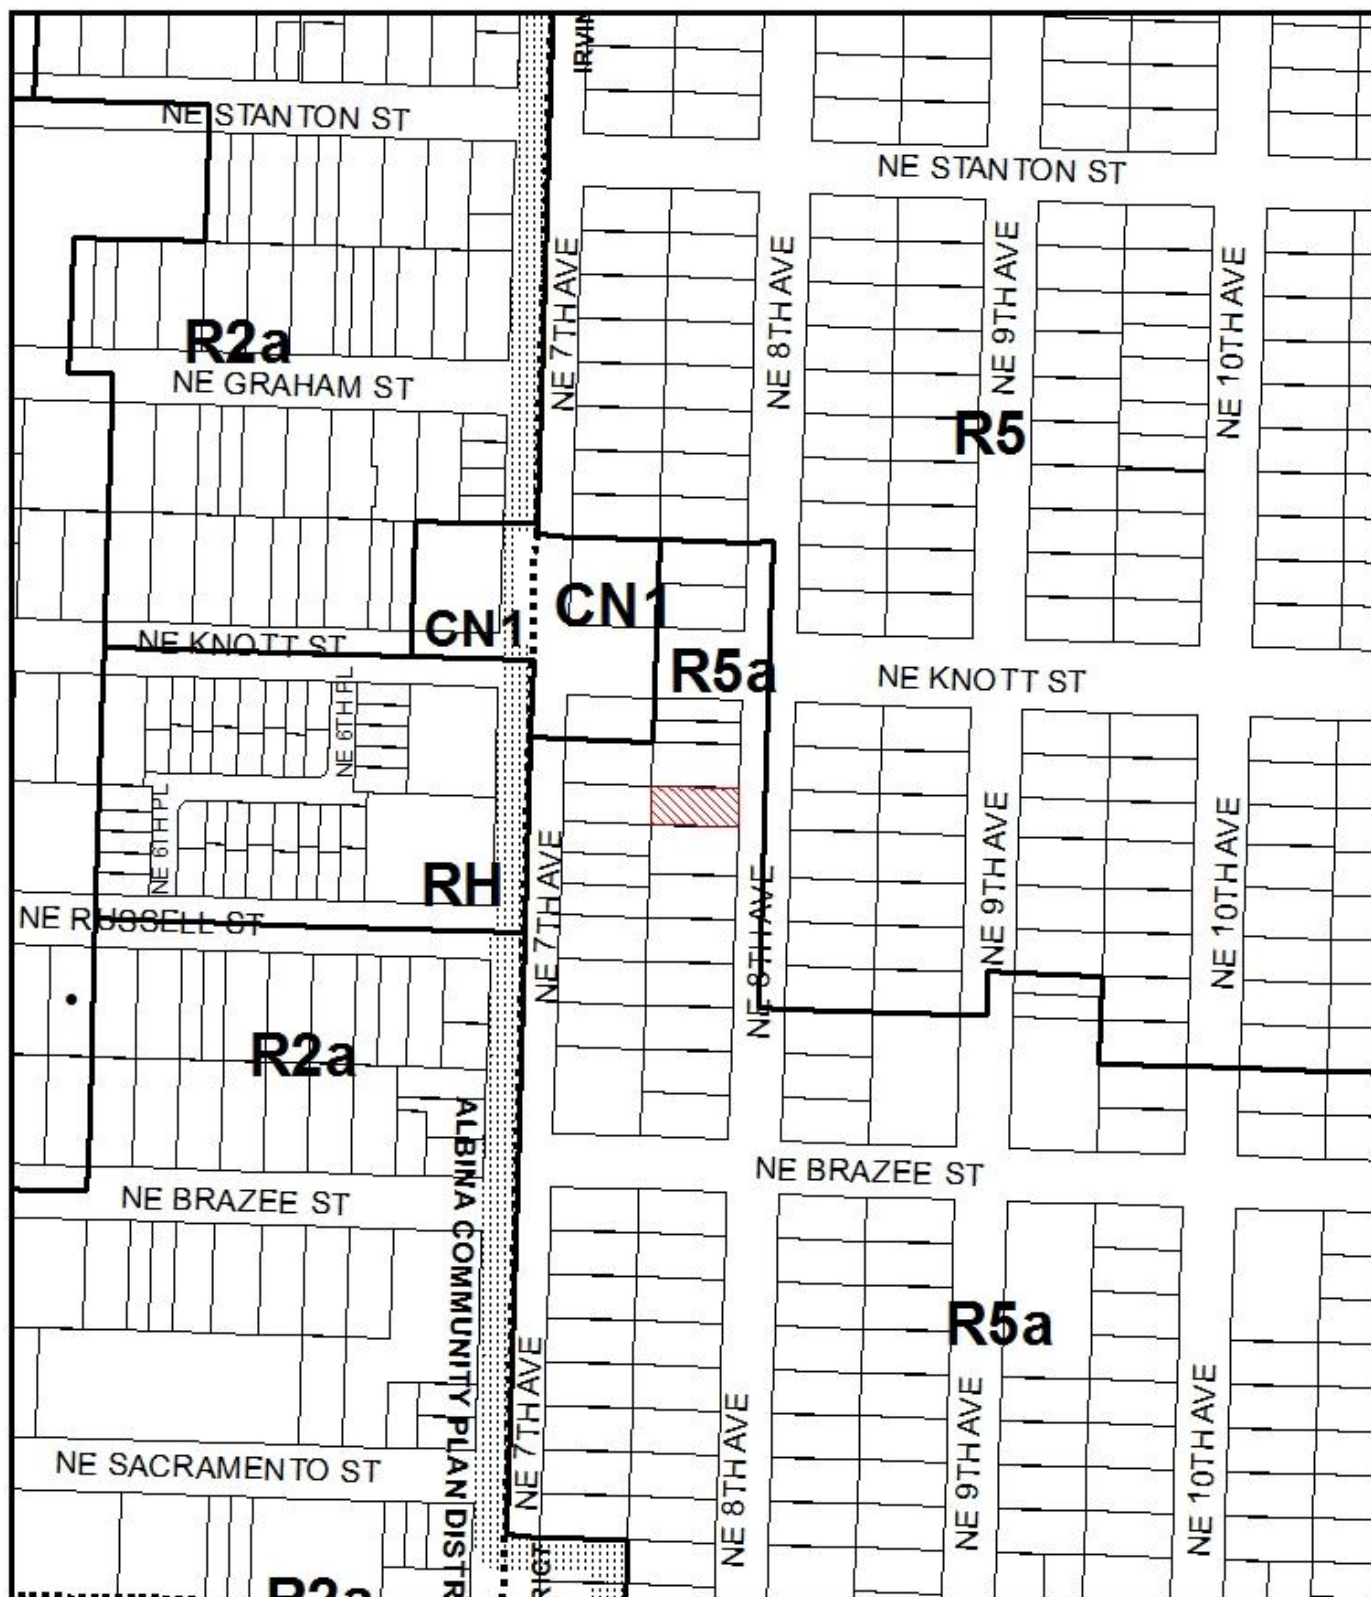 IRVIN
NE STANTON ST
NE STANTON ST
NE 7TH AVE
NE 8TH AVE
NE 9TH AVE
NE 10TH AVE
R2a
NE GRAHAM ST
R5
CN1
CN1
NE KNOTT ST
R5a
NE KNOTT ST
NE 6TH PL
NE 6TH PL
NE 7TH AVE
NE 8TH AVE
NE 9TH AVE
NE 10TH AVE
RH
NE RUSSELL ST
R2a
ALBINA COMMUNITY PLAN DISTR
NE BRAZEE ST
NE BRAZEE ST
R5a
NE 7TH AVE
NE 8TH AVE
NE 9TH AVE
NE 10TH AVE
NE SACRAMENTO ST
RICT
R2a